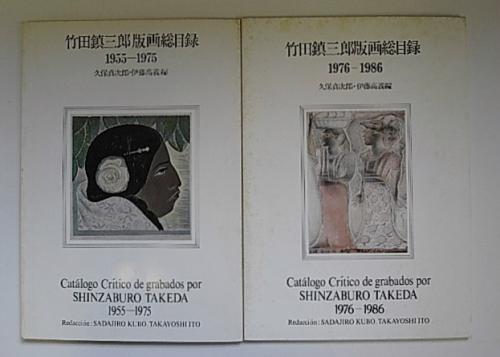 竹田鎮三郎版画総目録
1955—1975
久保貞次郎・伊藤高義編
Catálogo Crítico de grabados por
SHINZABURO TAKEDA
1955—1975
Redacción: SADAJIRO KUBO. TAKAYOSHI ITO
竹田鎮三郎版画総目録
1976—1986
久保貞次郎・伊藤高義編
Catálogo Crítico de grabados por
SHINZABURO TAKEDA
1976—1986
Redacción: SADAJIRO KUBO. TAKAYOSHI ITO